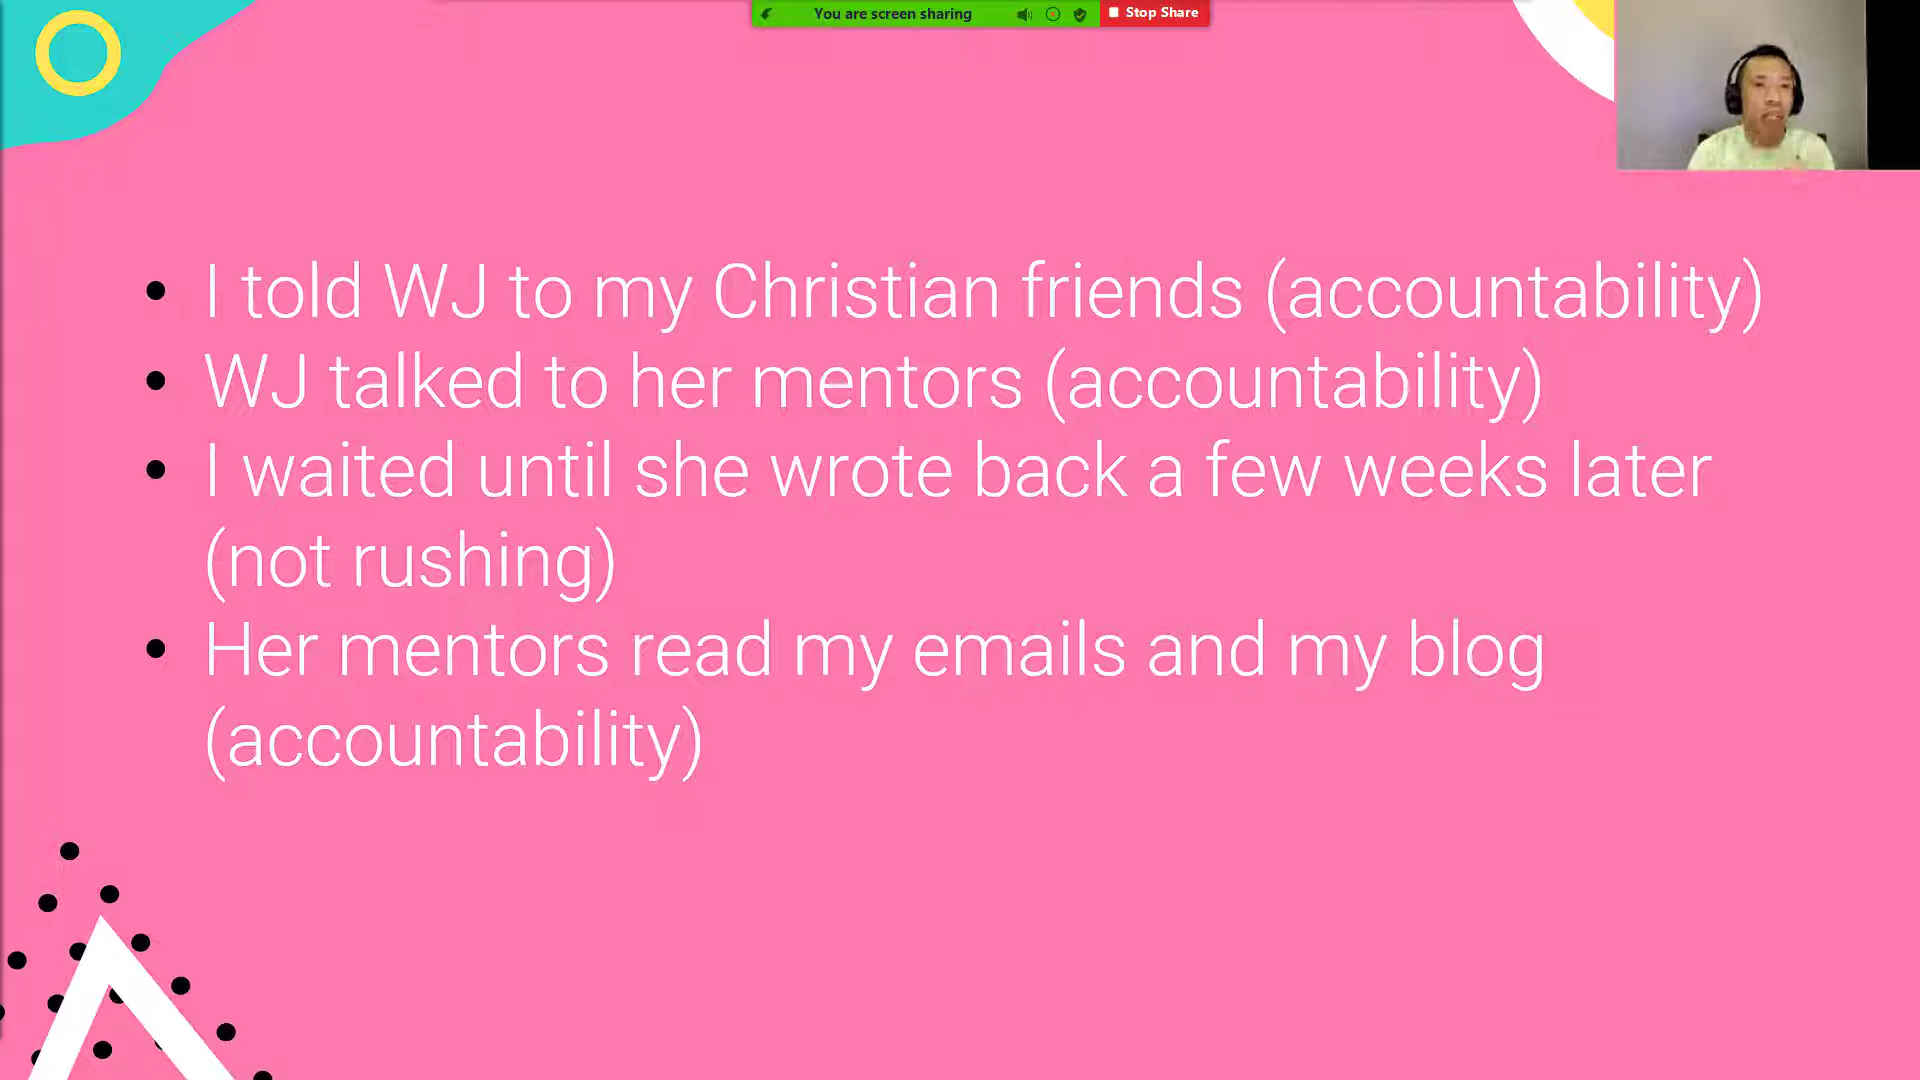 You are screen sharing
Stop Share
I told WJ to my Christian friends (accountability)
WJ talked to her mentors (accountability)
I waited until she wrote back a few weeks later
(not rushing)
Her mentors read my emails and my blog
(accountability)